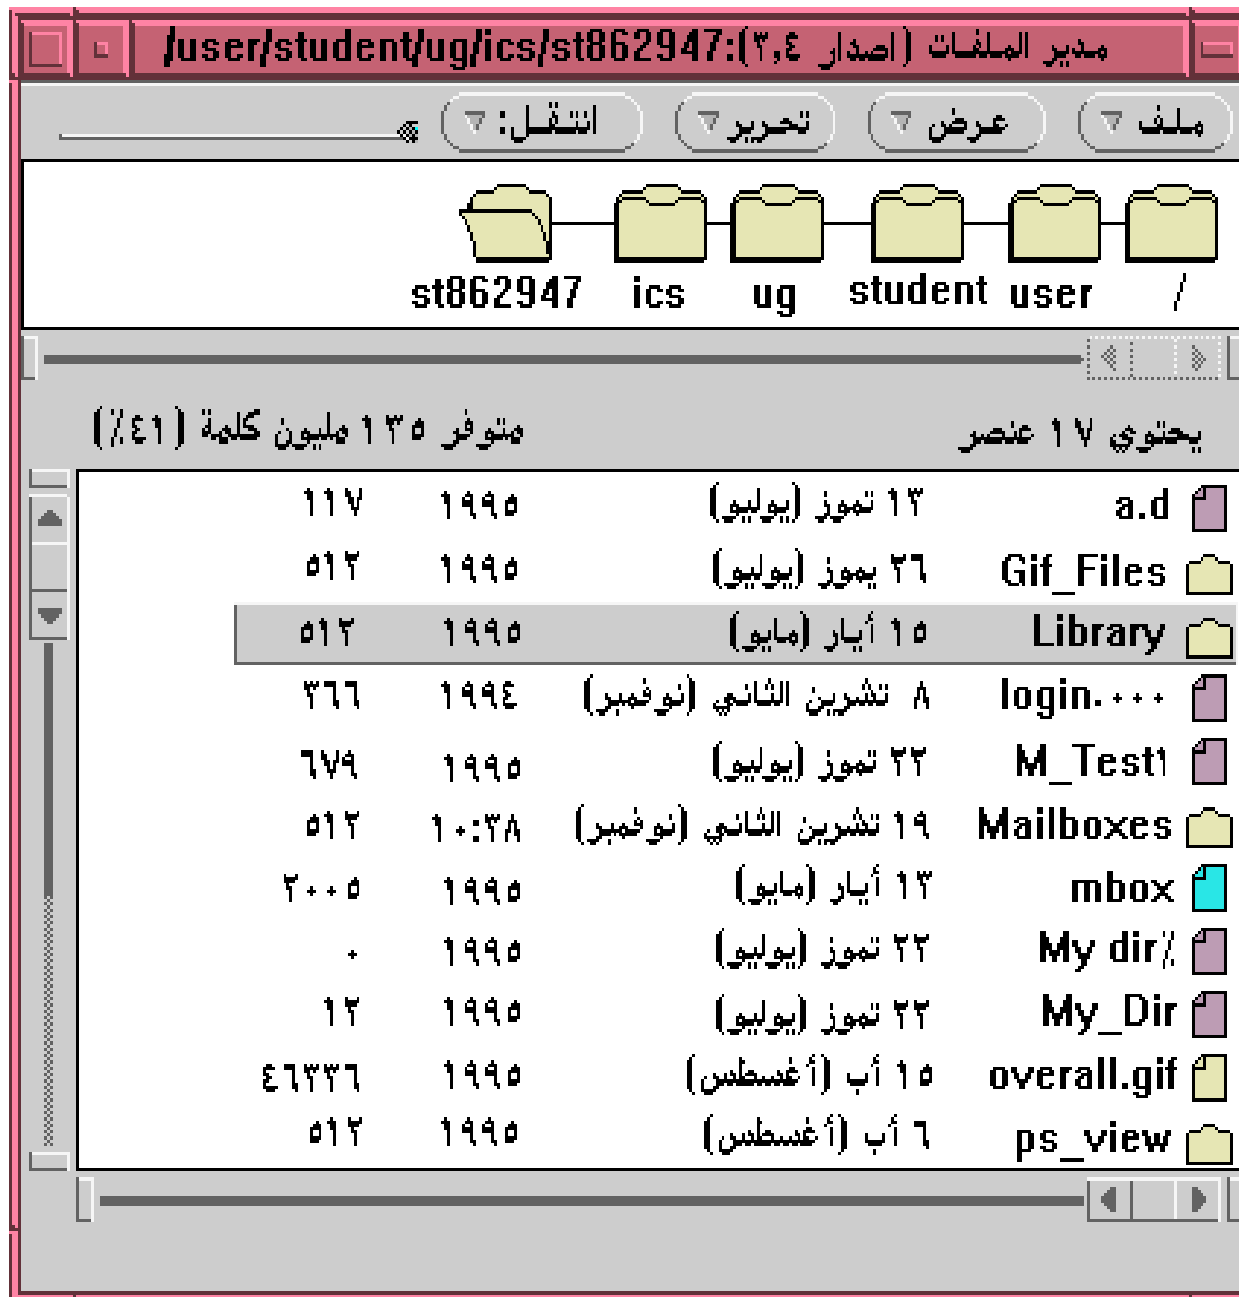 مدير الملفات (اصدار ٣,٤):/user/student/ug/ics/st862947
ملف عرض تحرير انتقل:
/ user student ug ics st862947
يحتوي ١٧ عنصر متوفر ١٣٥ مليون كلمة (٤١٪)
a.d ١٣ تموز (يوليو) ١٩٩٥ ١١٧
Gif_Files ٢٦ يموز (يوليو) ١٩٩٥ ٥١٢
Library ١٥ أيار (مايو) ١٩٩٥ ٥١٢
login.٠٠٠ ٨ تشرين الثاني (نوفمبر) ١٩٩٤ ٣٦٦
M_Test١ ٢٢ تموز (يوليو) ١٩٩٥ ٦٧٩
Mailboxes ١٩ تشرين الثاني (نوفمبر) ١٠:٣٨ ٥١٢
mbox ١٣ أيار (مايو) ١٩٩٥ ٢٠٠٥
My dir٪ ٢٢ تموز (يوليو) ١٩٩٥ ٠
My_Dir ٢٢ تموز (يوليو) ١٩٩٥ ١٢
overall.gif ١٥ أب (أغسطس) ١٩٩٥ ٤٦٣٣٦
ps_view ٦ أب (أغسطس) ١٩٩٥ ٥١٢